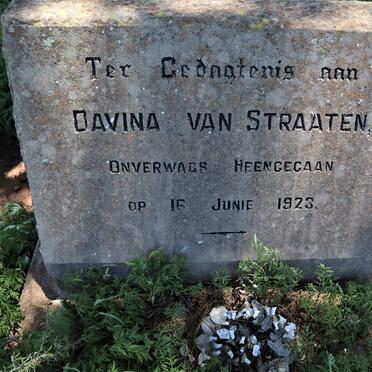 Ter Gedagtenis aan
DAVINA VAN STRAATEN,
ONVERWAGS HEENGEGAAN
OP 16 JUNIE 1923.